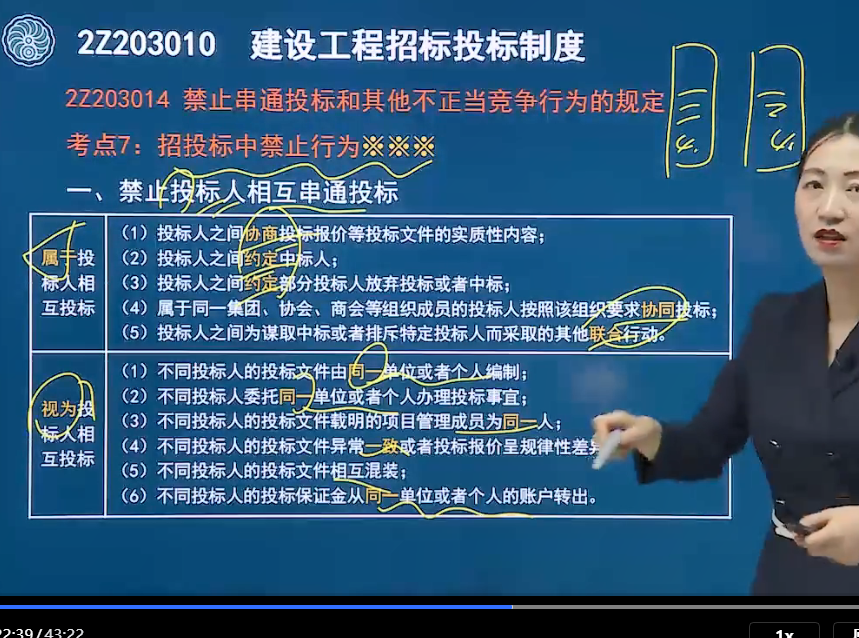 2Z203010 建设工程招标投标制度
2Z203014 禁止串通投标和其他不正当竞争行为的规定
考点7：招投标中禁止行为※※※
一、禁止投标人相互串通投标
属于投标人相互投标
（1）投标人之间协商投标报价等投标文件的实质性内容；
（2）投标人之间约定中标人；
（3）投标人之间约定部分投标人放弃投标或者中标；
（4）属于同一集团、协会、商会等组织成员的投标人按照该组织要求协同投标；
（5）投标人之间为谋取中标或者排斥特定投标人而采取的其他联合行动。
视为投标人相互投标
（1）不同投标人的投标文件由同一单位或者个人编制；
（2）不同投标人委托同一单位或者个人办理投标事宜；
（3）不同投标人的投标文件载明的项目管理成员为同一人；
（4）不同投标人的投标文件异常一致或者投标报价呈规律性差异
（5）不同投标人的投标文件相互混装；
（6）不同投标人的投标保证金从同一单位或者个人的账户转出。
22:39/43:22
1x